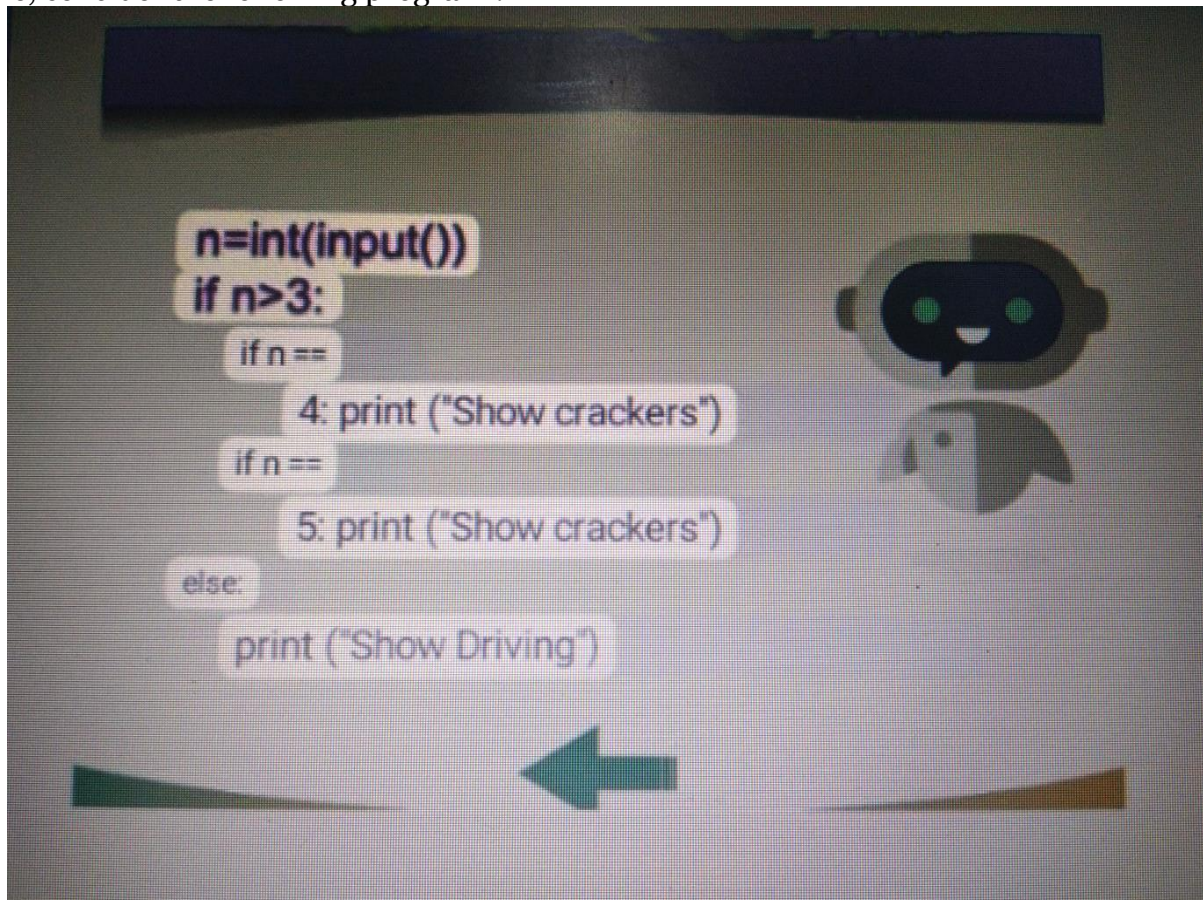 n=int(input())
if n>3:
if n ==
4: print ("Show crackers")
if n ==
5: print ("Show crackers")
else:
print ("Show Driving")